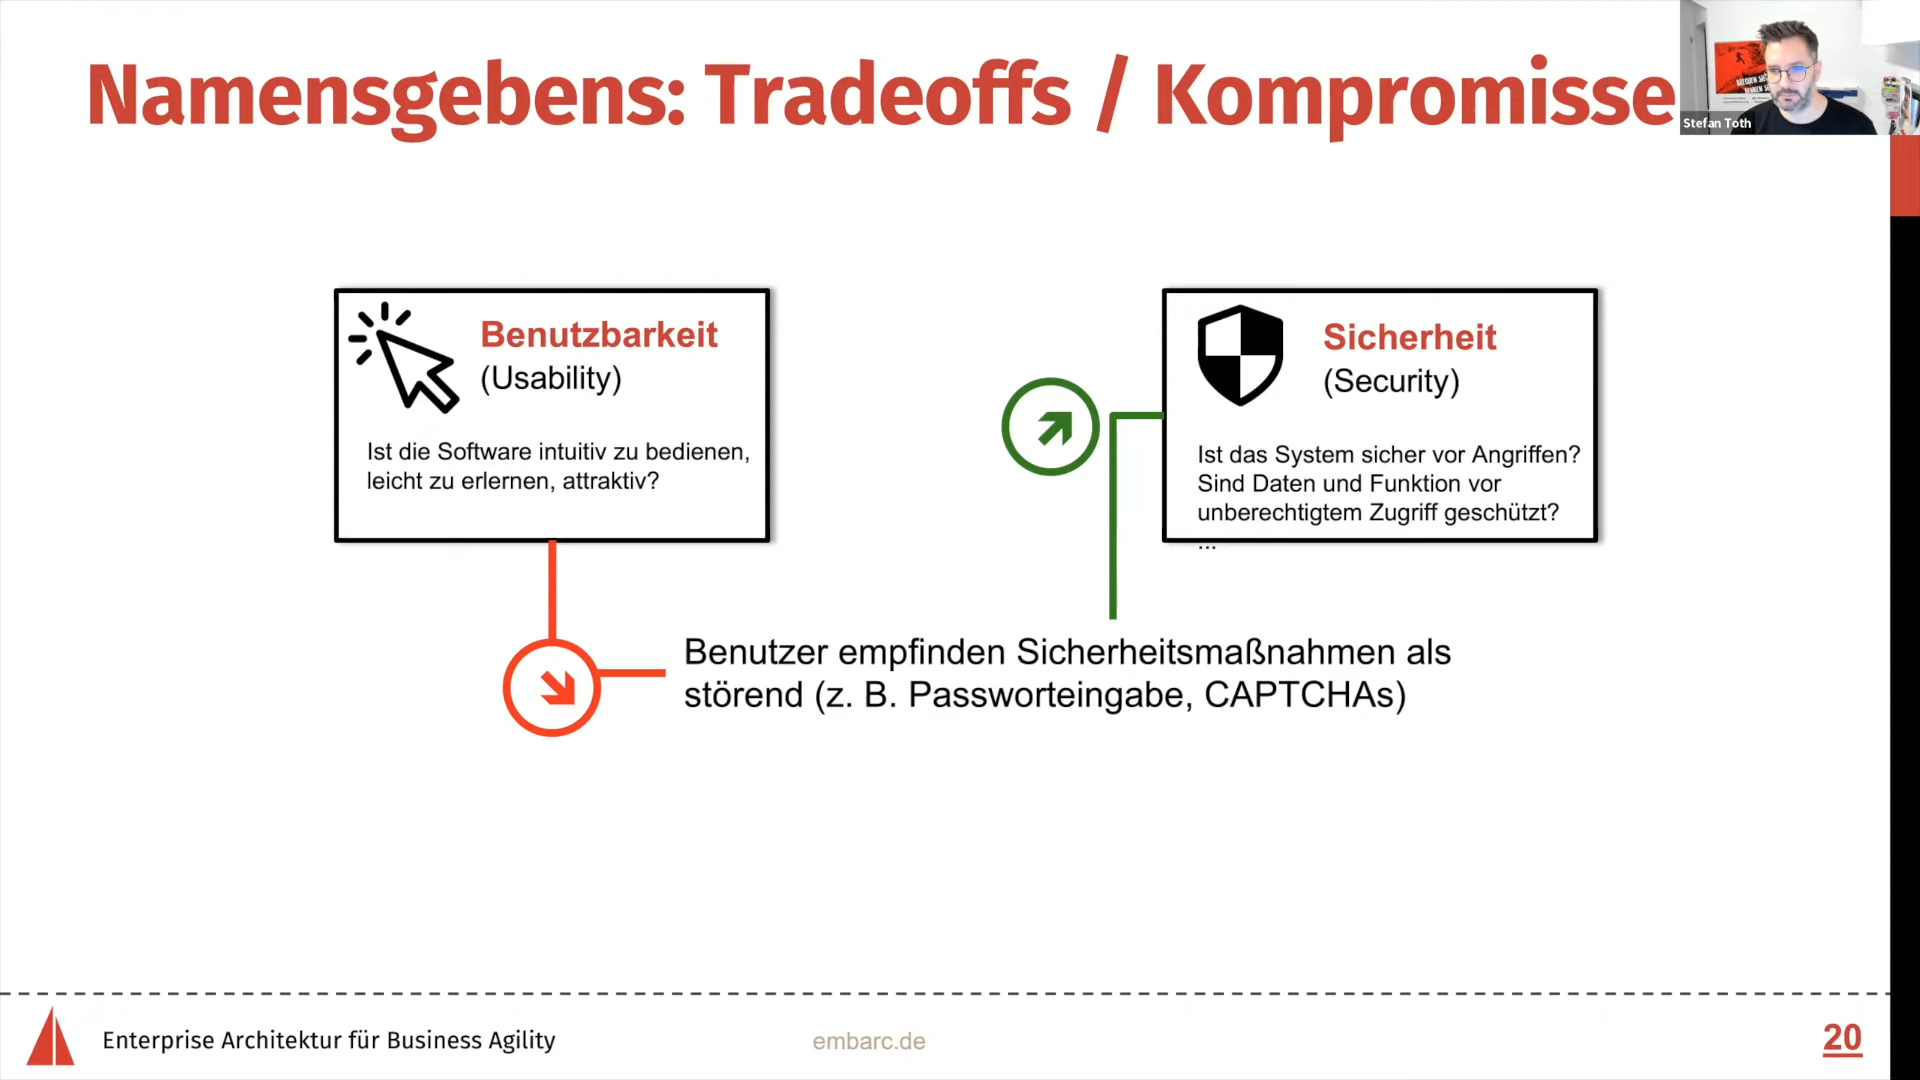 Namensgebens: Tradeoffs / Kompromisse
Stefan Toth
Benutzbarkeit
(Usability)
Ist die Software intuitiv zu bedienen,
leicht zu erlernen, attraktiv?
Sicherheit
(Security)
Ist das System sicher vor Angriffen?
Sind Daten und Funktion vor
unberechtigtem Zugriff geschützt?
...
Benutzer empfinden Sicherheitsmaßnahmen als
störend (z. B. Passworteingabe, CAPTCHAs)
Enterprise Architektur für Business Agility
embarc.de
20